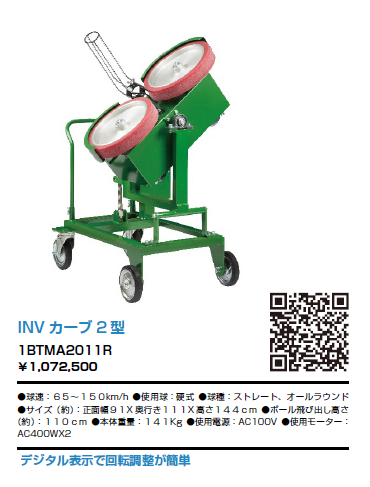 INV カーブ 2 型
1BTMA2011R
¥1,072,500
●球速：６５～１５０km/h ●使用球：硬式 ●球種：ストレート、オールラウンド
●サイズ（約）：正面幅９１X奥行き１１１X高さ１４４ｃｍ ●ボール飛び出し高さ
(約)：１１０ｃｍ ●本体重量：１４１Kg ●使用電源：AC100V ●使用モーター：
AC400WX2
デジタル表示で回転調整が簡単